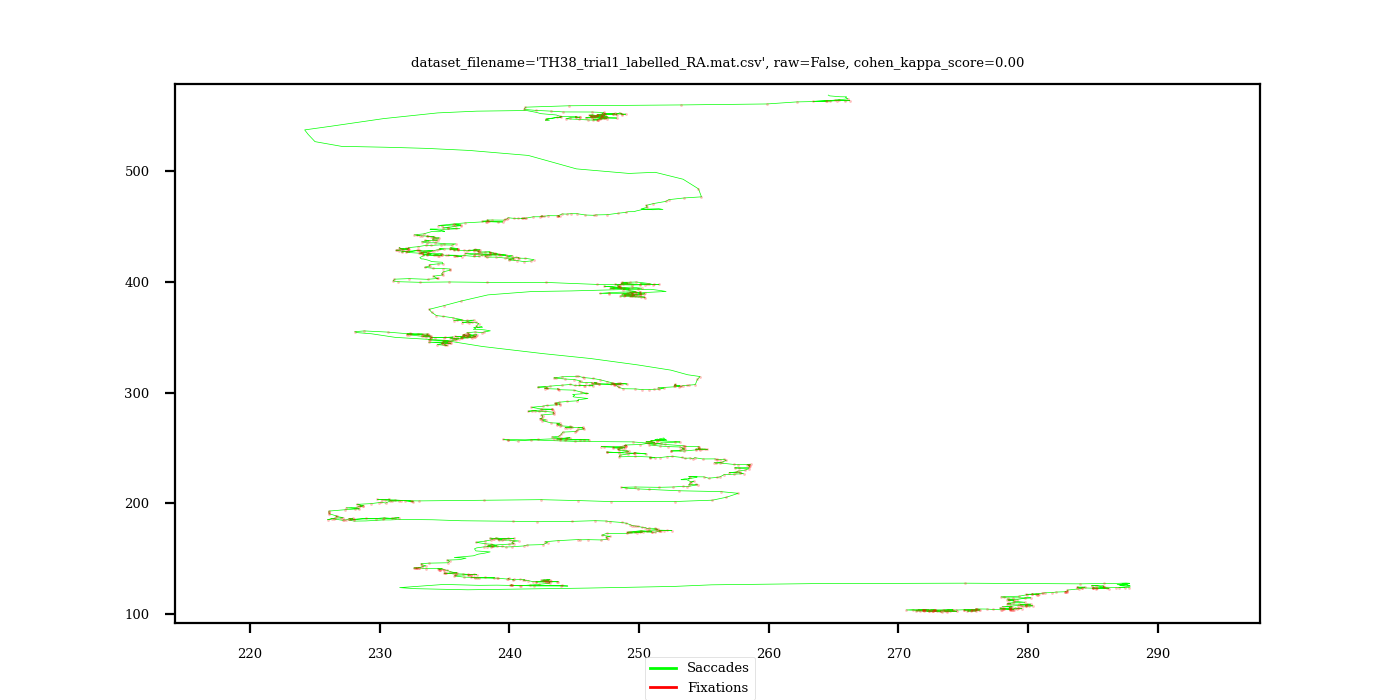 dataset_filename='TH38_trial1_labelled_RA.mat.csv', raw=False, cohen_kappa_score=0.00
500
400
300
200
100
220 230 240 250 260 270 280 290
Saccades
Fixations